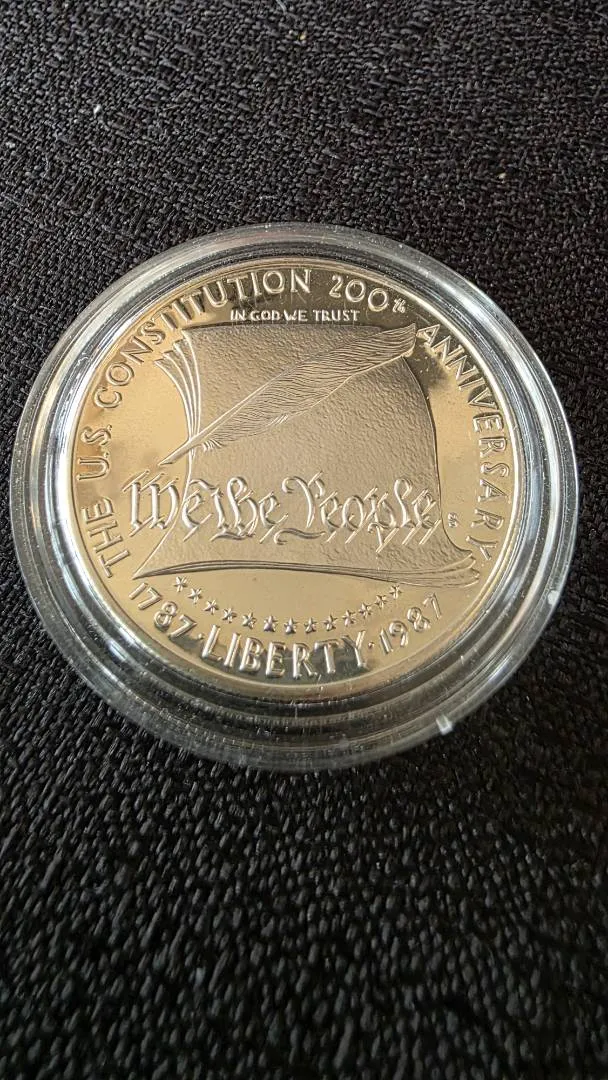 THE U.S. CONSTITUTION 200th ANNIVERSARY
IN GOD WE TRUST
We the People
S
1787·LIBERTY·1987